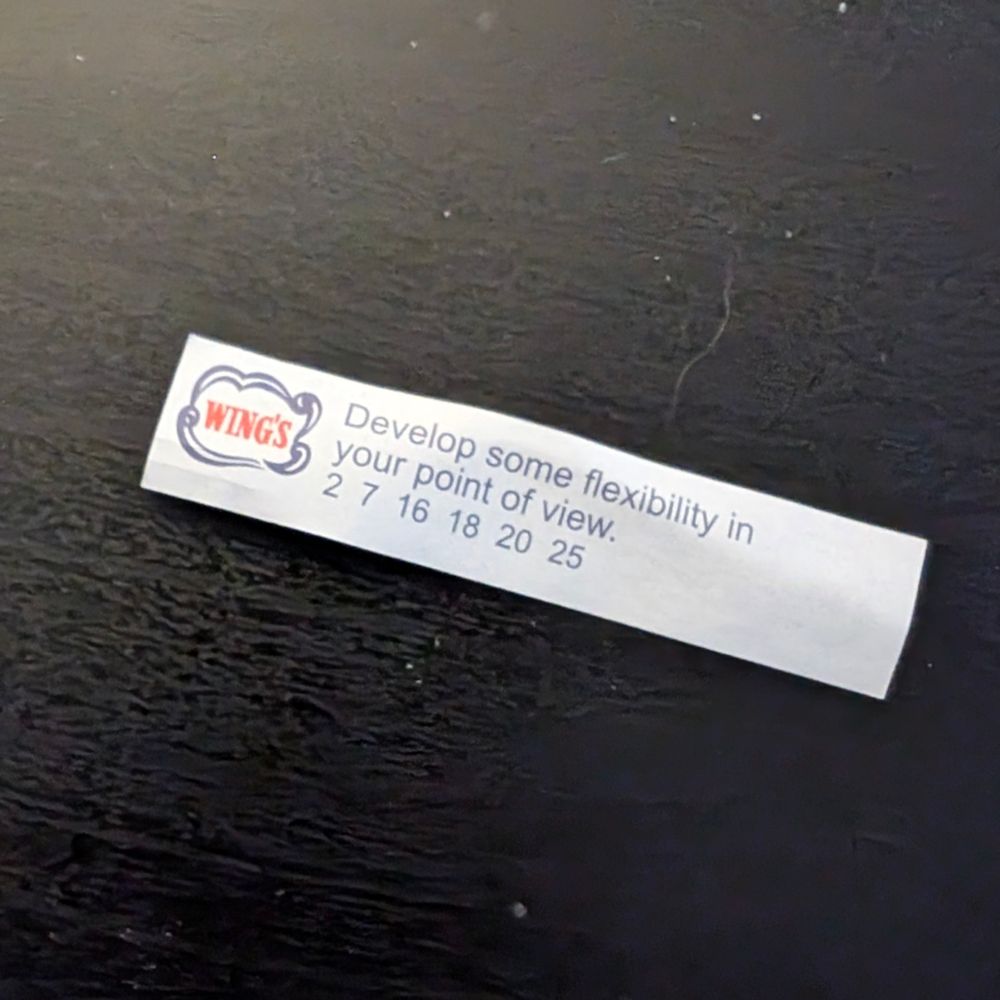 WING'S
Develop some flexibility in
your point of view.
2 7 16 18 20 25